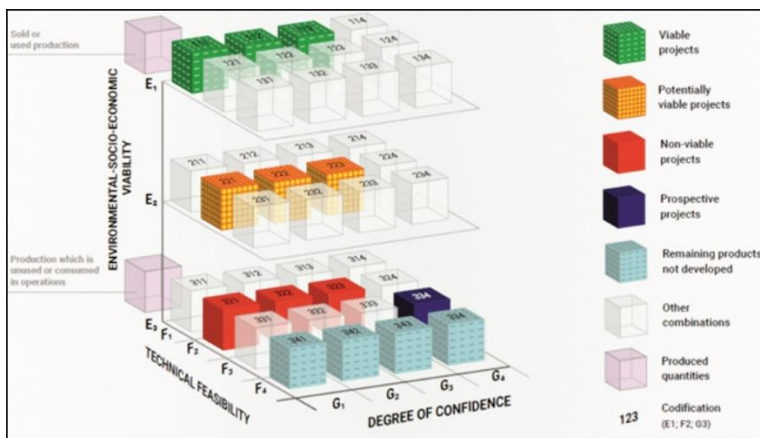 Sold or
used production
ENVIRONMENTAL-SOCIO-ECONOMIC
VIABILITY
Production which is
unused or consumed
in operations
E1
E2
E3
111
112
113
114
121
122
123
124
131
132
133
134
211
212
213
214
221
222
223
224
231
232
233
234
311
312
313
314
321
322
323
324
331
332
333
334
341
342
343
334
F1
F2
F3
F4
TECHNICAL FEASIBILITY
G1
G2
G3
G4
DEGREE OF CONFIDENCE
Viable
projects
Potentially
viable projects
Non-viable
projects
Prospective
projects
Remaining products
not developed
Other
combinations
Produced
quantities
123
Codification
(E1; F2; G3)